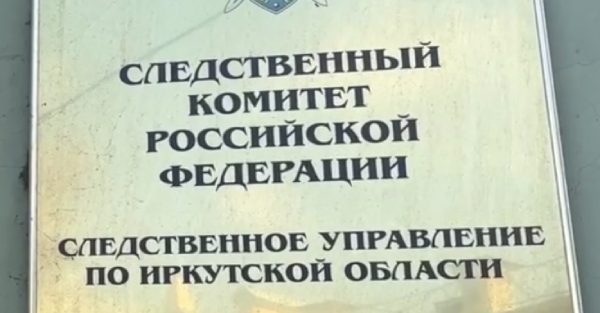 СЛЕДСТВЕННЫЙ
КОМИТЕТ
РОССИЙСКОЙ
ФЕДЕРАЦИИ
СЛЕДСТВЕННОЕ УПРАВЛЕНИЕ
ПО ИРКУТСКОЙ ОБЛАСТИ